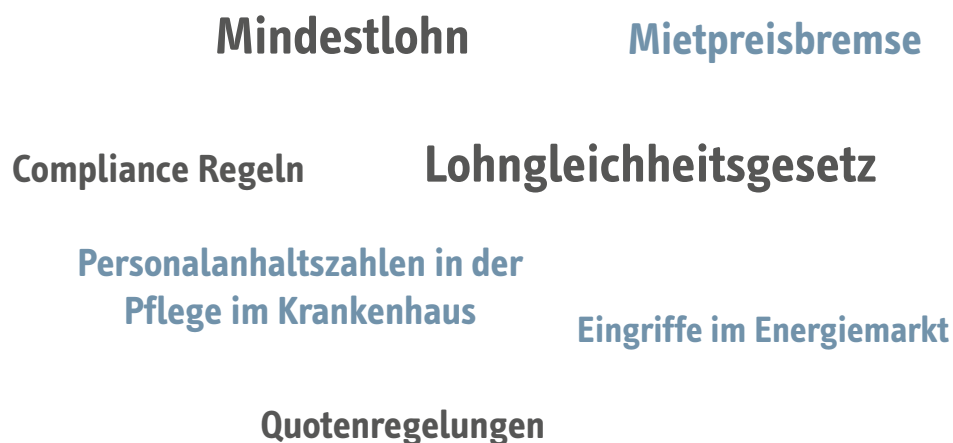 Mindestlohn
Mietpreisbremse
Compliance Regeln
Lohngleichheitsgesetz
Personalanhaltszahlen in der
Pflege im Krankenhaus
Eingriffe im Energiemarkt
Quotenregelungen